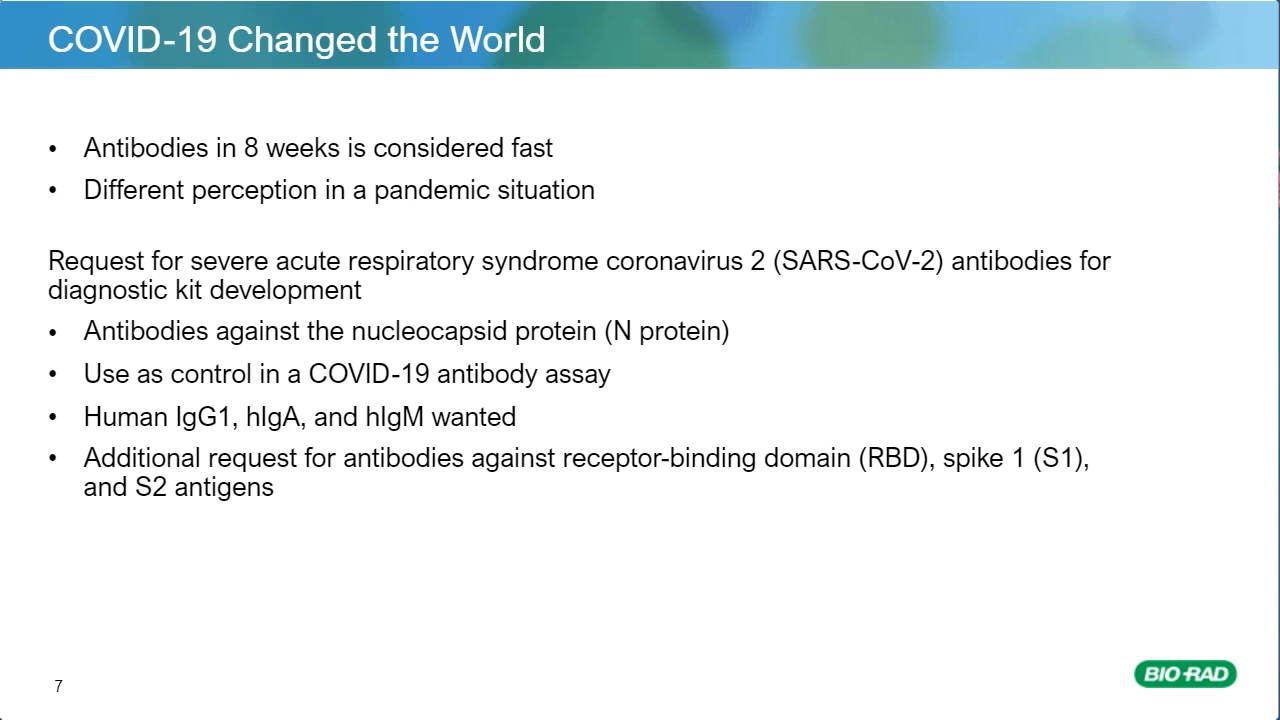 COVID-19 Changed the World
• Antibodies in 8 weeks is considered fast
• Different perception in a pandemic situation
Request for severe acute respiratory syndrome coronavirus 2 (SARS-CoV-2) antibodies for
diagnostic kit development
• Antibodies against the nucleocapsid protein (N protein)
• Use as control in a COVID-19 antibody assay
• Human IgG1, hIgA, and hIgM wanted
• Additional request for antibodies against receptor-binding domain (RBD), spike 1 (S1),
and S2 antigens
7
BIO-RAD